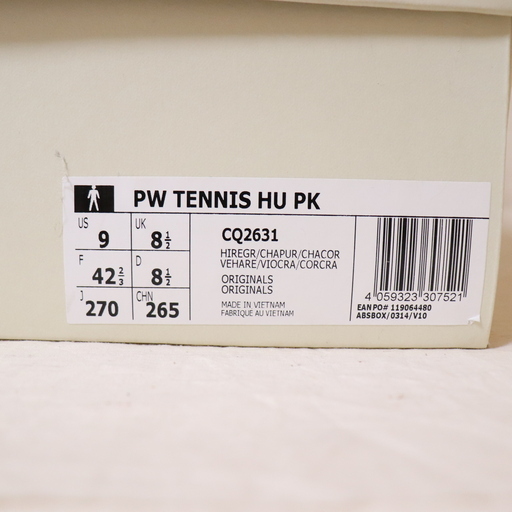 PW TENNIS HU PK
US 9 UK 8½
F 42⅔ D 8½
J 270 CHN 265
CQ2631
HIREGR/CHAPUR/CHACOR
VEHARE/VIOCRA/CORCRA
ORIGINALS
ORIGINALS
MADE IN VIETNAM
FABRIQUE AU VIETNAM
4 059323 307521
EAN PO# 119064480
ABSBOX/0314/V10